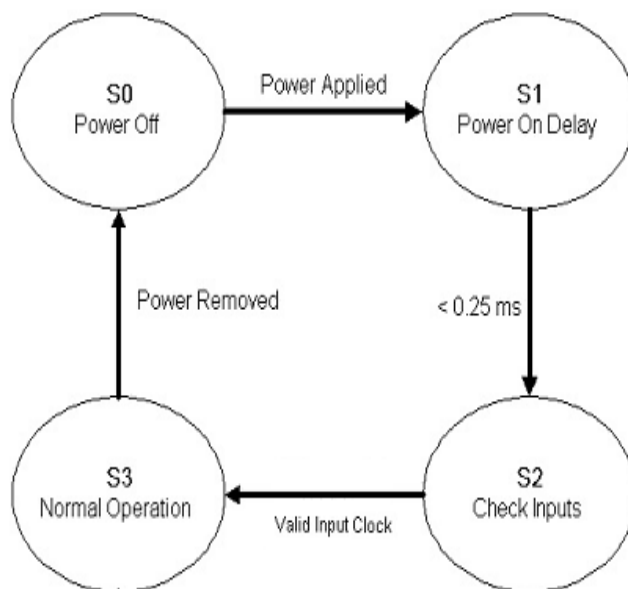 S0
Power Off
Power Applied
S1
Power On Delay
< 0.25 ms
S2
Check Inputs
Valid Input Clock
S3
Normal Operation
Power Removed